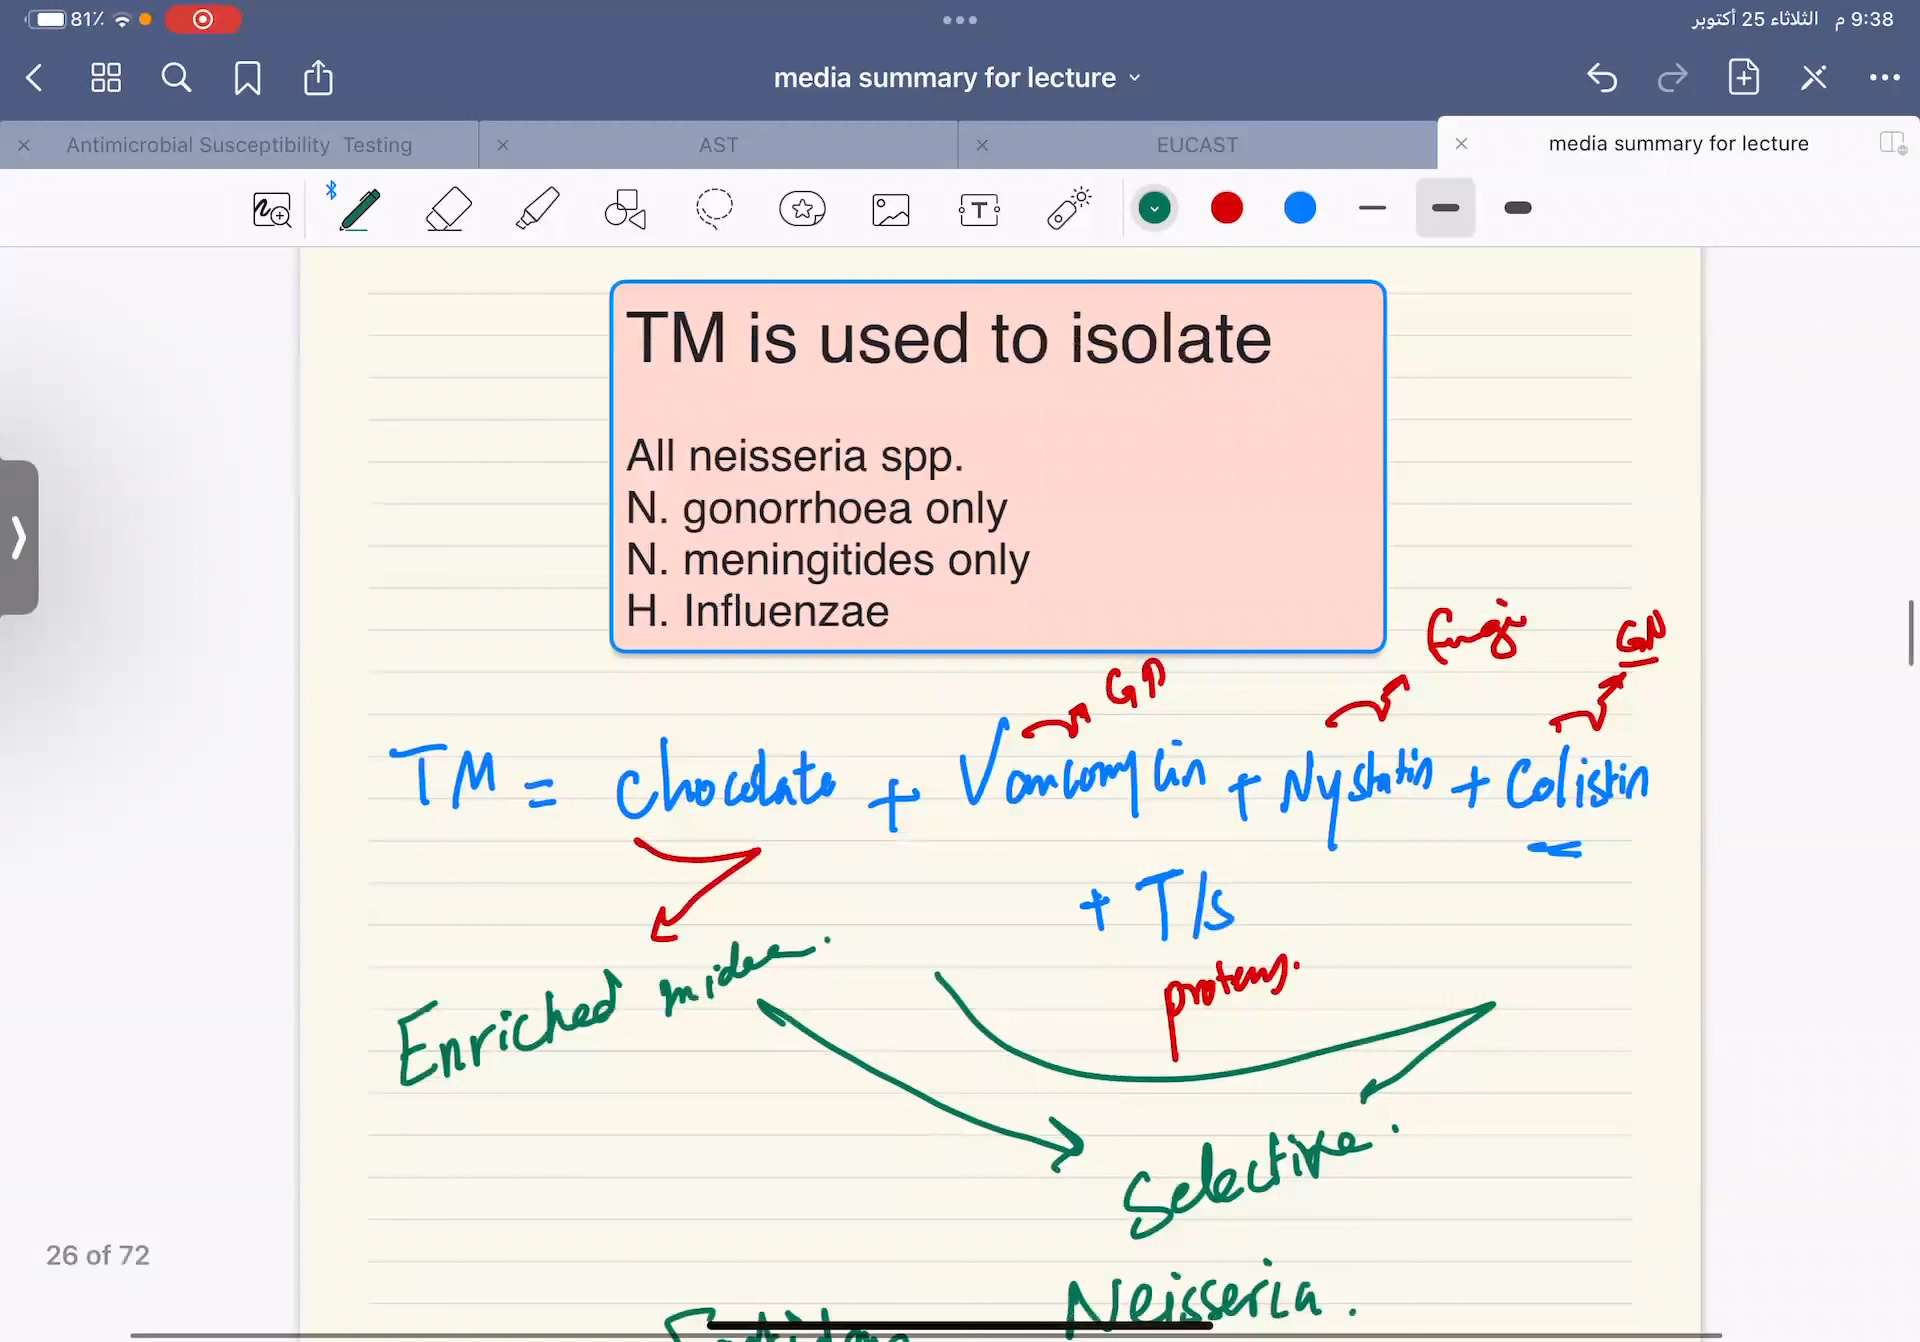 81٪
9:38 م الثلاثاء 25 أكتوبر
media summary for lecture
Antimicrobial Susceptibility Testing
AST
EUCAST
media summary for lecture
T
TM is used to isolate
All neisseria spp.
N. gonorrhoea only
N. meningitides only
H. Influenzae
fungi
GN
GP
TM = chocolate + Vancomycin + Nystatin + Colistin
+ T/s
proteus.
Enriched midea.
Selective.
26 of 72
Neisseria.